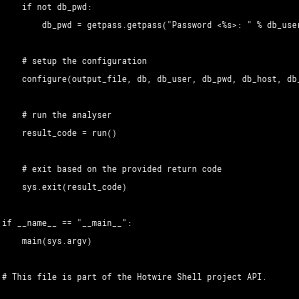 if not db_pwd:
db_pwd = getpass.getpass("Password <%s>: " % db_user
# setup the configuration
configure(output_file, db, db_user, db_pwd, db_host, db_
# run the analyser
result_code = run()
# exit based on the provided return code
sys.exit(result_code)
if __name__ == "__main__":
main(sys.argv)
# This file is part of the Hotwire Shell project API.